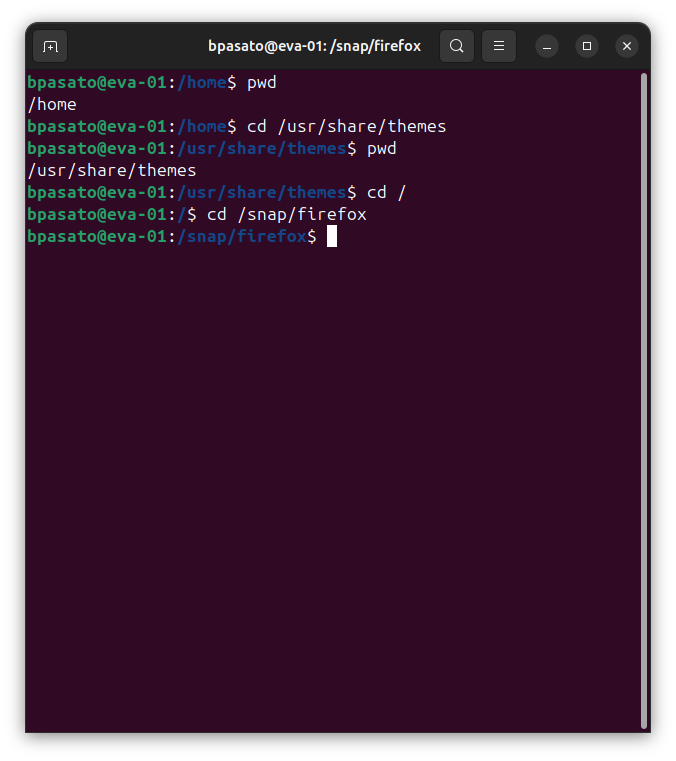 bpasato@eva-01: /snap/firefox
bpasato@eva-01:/home$ pwd
/home
bpasato@eva-01:/home$ cd /usr/share/themes
bpasato@eva-01:/usr/share/themes$ pwd
/usr/share/themes
bpasato@eva-01:/usr/share/themes$ cd /
bpasato@eva-01:/$ cd /snap/firefox
bpasato@eva-01:/snap/firefox$